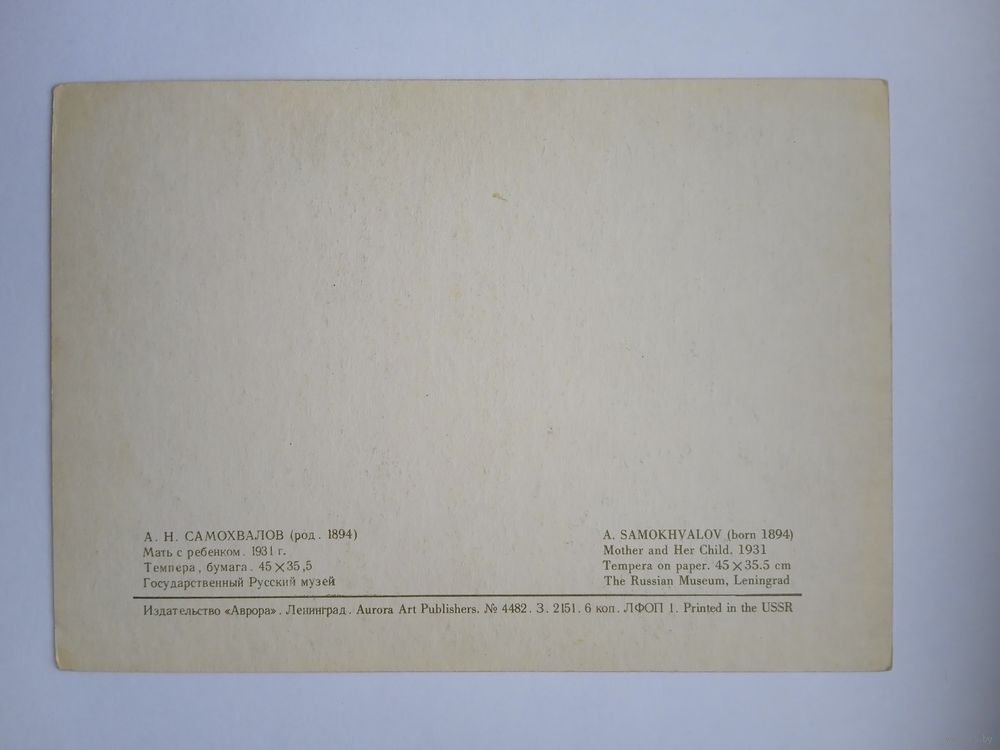 А. Н. САМОХВАЛОВ (род. 1894)
Мать с ребенком. 1931 г.
Темпера, бумага. 45×35,5
Государственный Русский музей
A. SAMOKHVALOV (born 1894)
Mother and Her Child. 1931
Tempera on paper. 45×35.5 cm
The Russian Museum, Leningrad
Издательство «Аврора». Ленинград. Aurora Art Publishers. № 4482. З. 2151. 6 коп. ЛФОП 1. Printed in the USSR